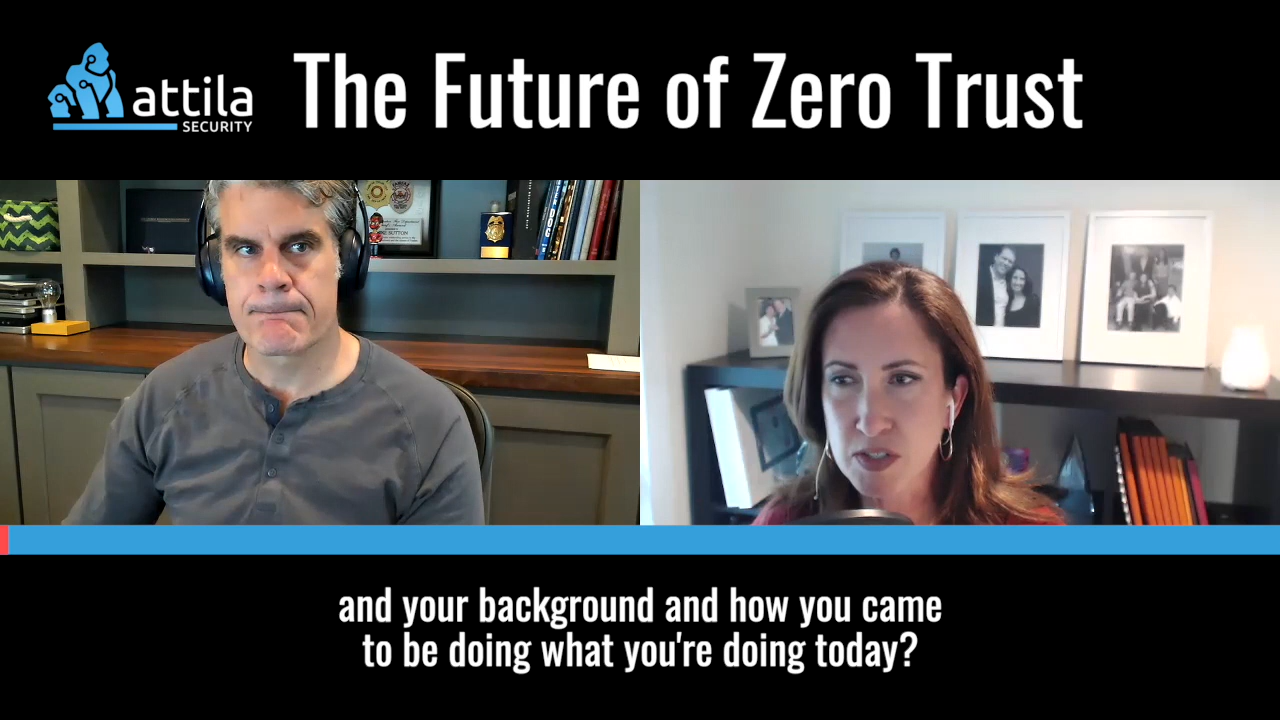 attila
SECURITY
The Future of Zero Trust
and your background and how you came
to be doing what you're doing today?